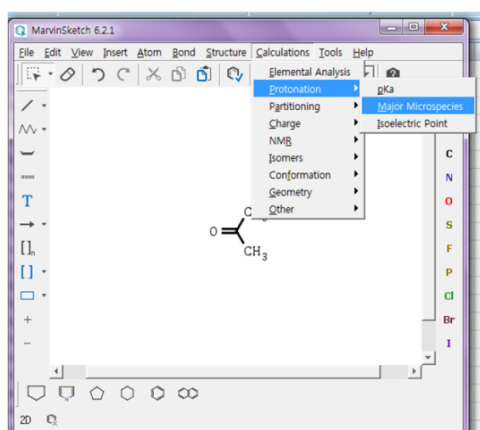 MarvinSketch 6.2.1
File Edit View Insert Atom Bond Structure Calculations Tools Help
Elemental Analysis
Protonation
Partitioning
Charge
NMR
Isomers
Conformation
Geometry
Other
pKa
Major Microspecies
Isoelectric Point
T
[ ]n
[ ]
C
O
CH3
C
N
O
S
F
P
Cl
Br
I
2D